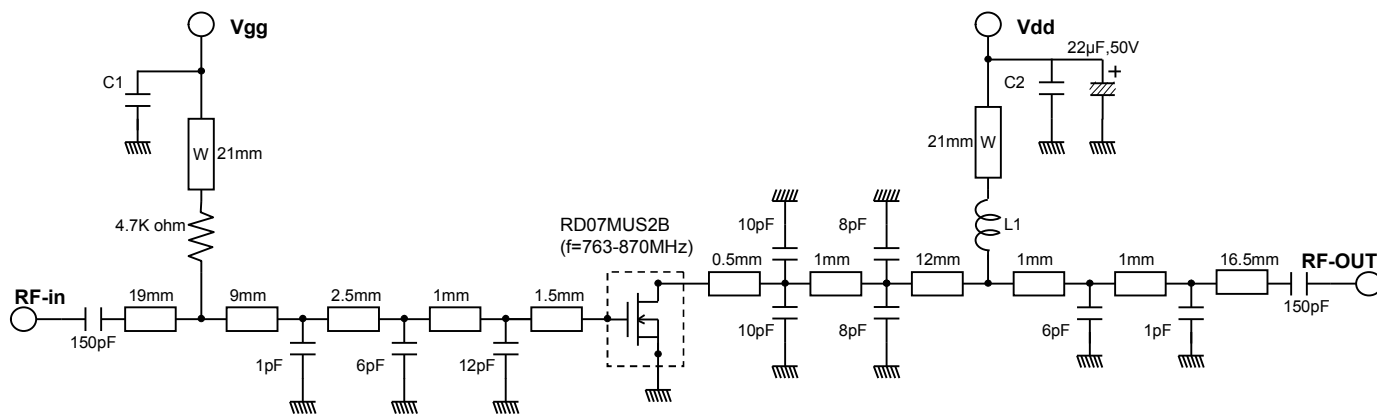 Vgg
Vdd
22µF,50V
+
C1
C2
W 21mm
21mm W
4.7K ohm
RD07MUS2B
(f=763-870MHz)
10pF
8pF
L1
RF-in
19mm
9mm
2.5mm
1mm
1.5mm
0.5mm
1mm
12mm
1mm
1mm
16.5mm
RF-OUT
150pF
1pF
6pF
12pF
10pF
8pF
6pF
1pF
150pF